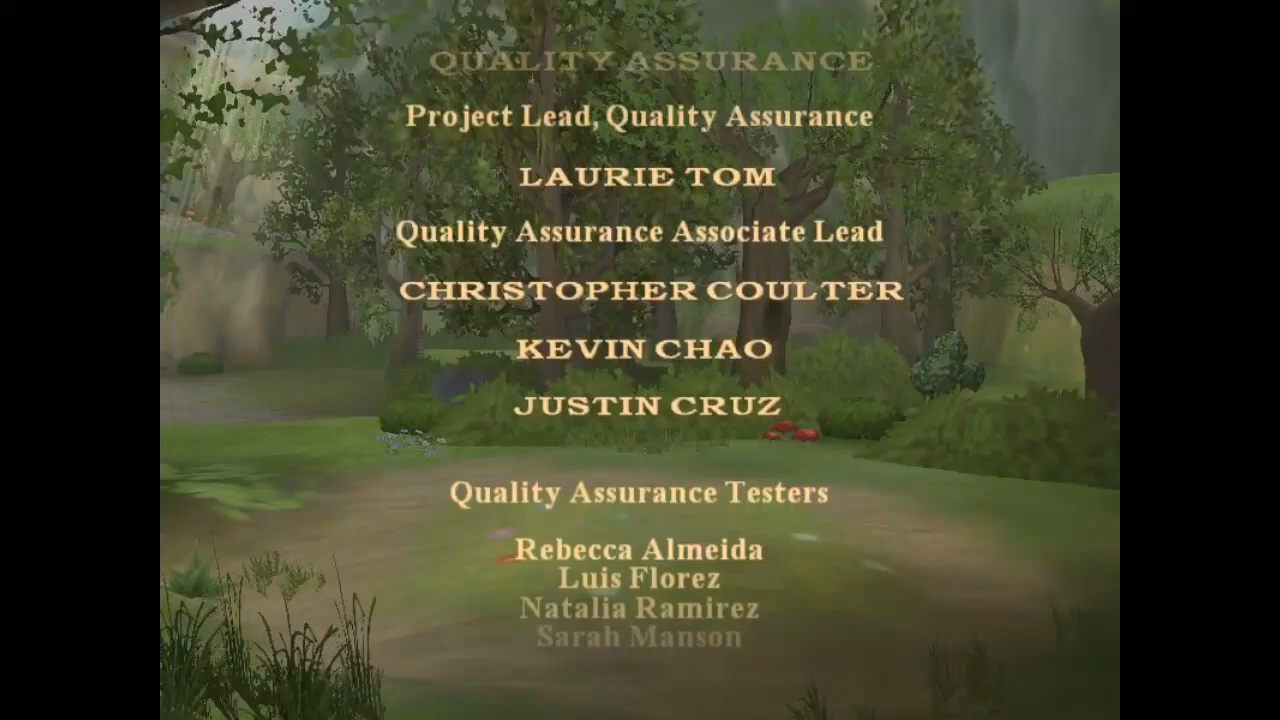 QUALITY ASSURANCE
Project Lead, Quality Assurance
LAURIE TOM
Quality Assurance Associate Lead
CHRISTOPHER COULTER
KEVIN CHAO
JUSTIN CRUZ
Quality Assurance Testers
Rebecca Almeida
Luis Florez
Natalia Ramirez
Sarah Manson